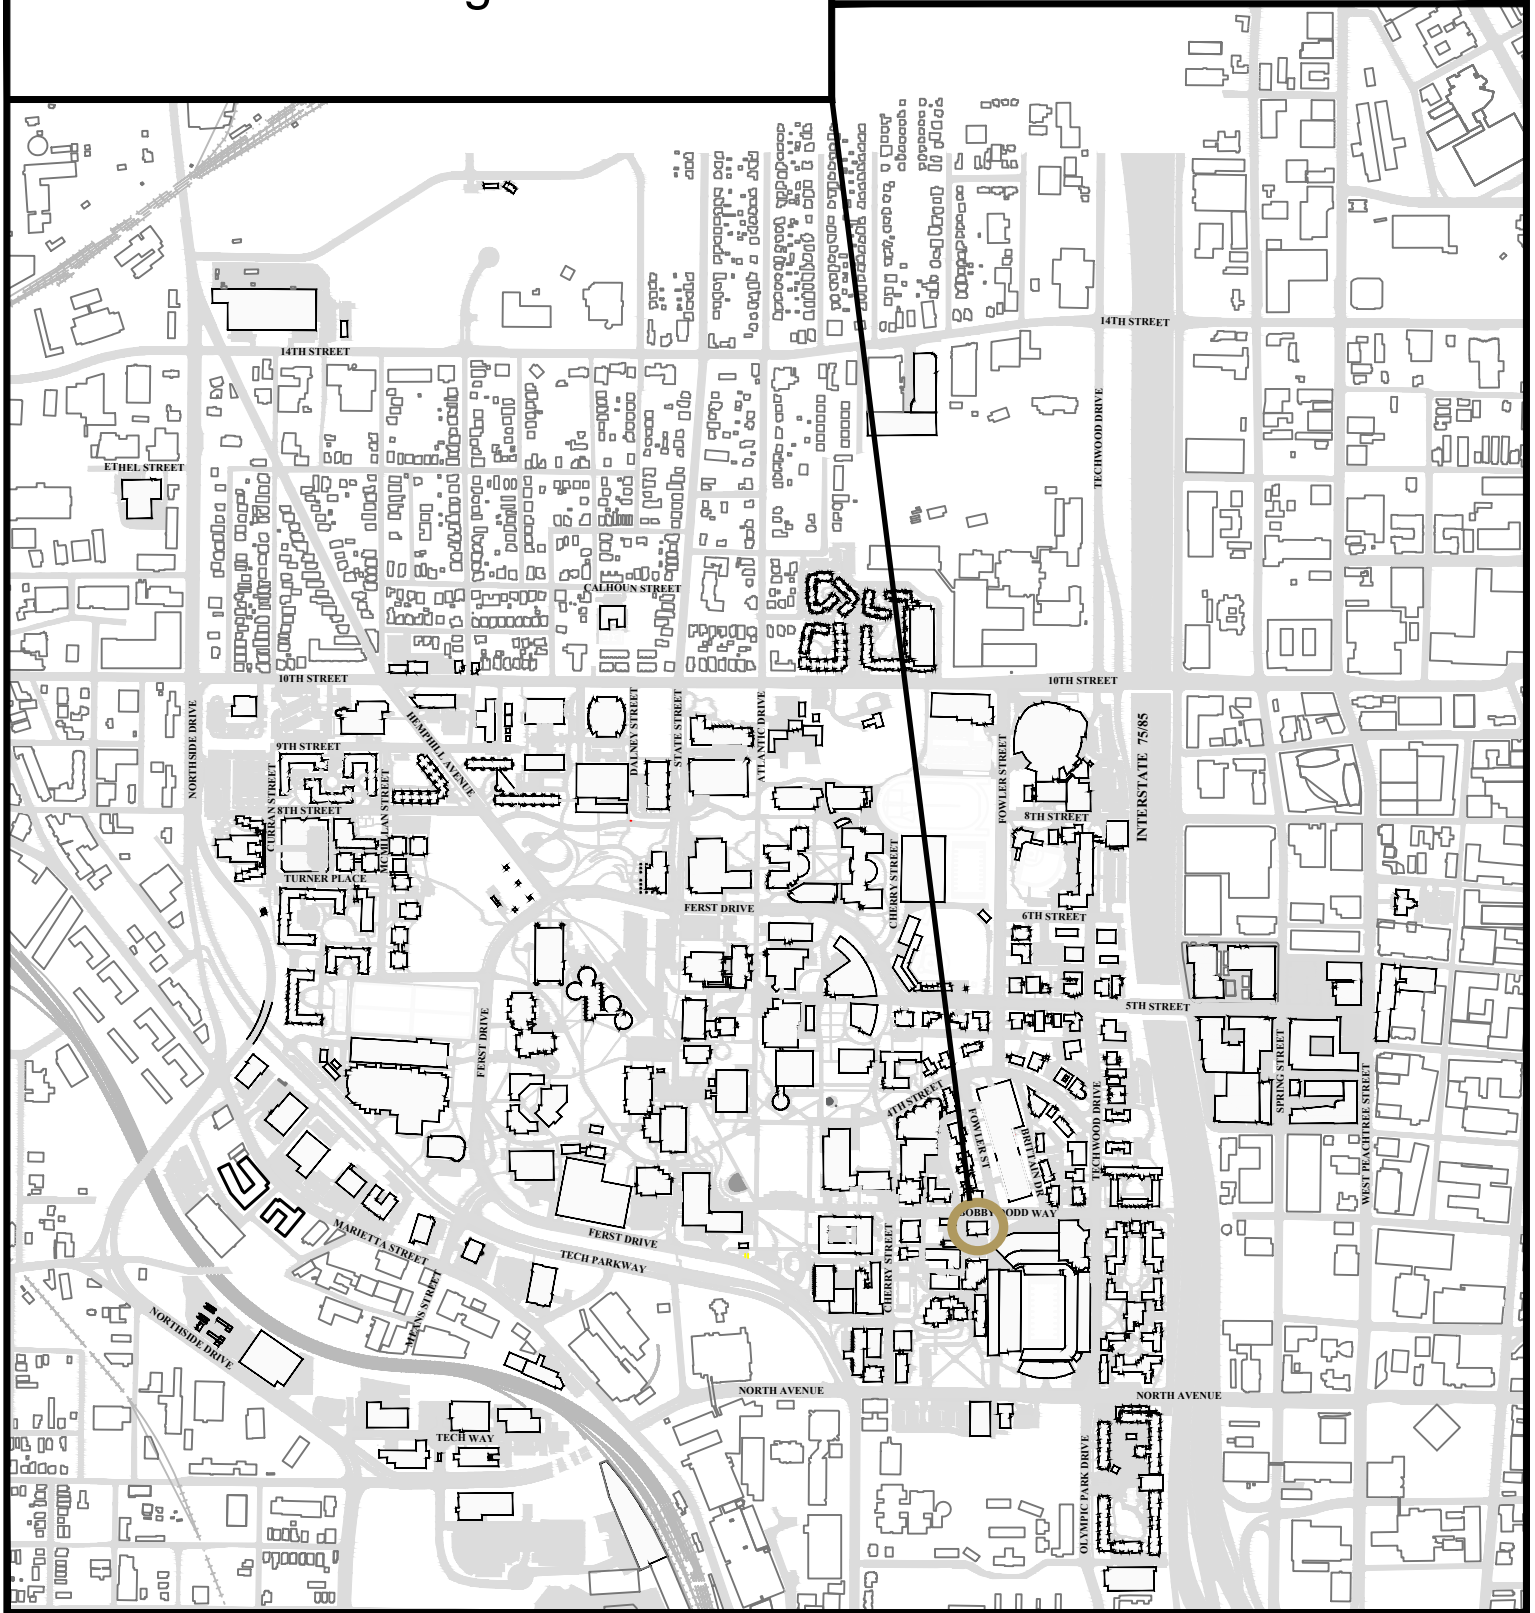 g
14TH STREET
14TH STREET
TECHWOOD DRIVE
ETHEL STREET
CALHOUN STREET
10TH STREET
10TH STREET
NORTHSIDE DRIVE
HEMPHILL AVENUE
DALNEY STREET
STATE STREET
ATLANTIC DRIVE
FOWLER STREET
INTERSTATE 75/85
9TH STREET
CURRAN STREET
MCMILLAN STREET
8TH STREET
8TH STREET
TURNER PLACE
FERST DRIVE
CHERRY STREET
6TH STREET
5TH STREET
FERST DRIVE
SPRING STREET
WEST PEACHTREE STREET
4TH STREET
FOWLER ST
BRITTAIN DR
TECHWOOD DRIVE
BOBBY DODD WAY
MARIETTA STREET
FERST DRIVE
TECH PARKWAY
CHERRY STREET
MEANS STREET
NORTHSIDE DRIVE
NORTH AVENUE
NORTH AVENUE
TECH WAY
OLYMPIC PARK DRIVE